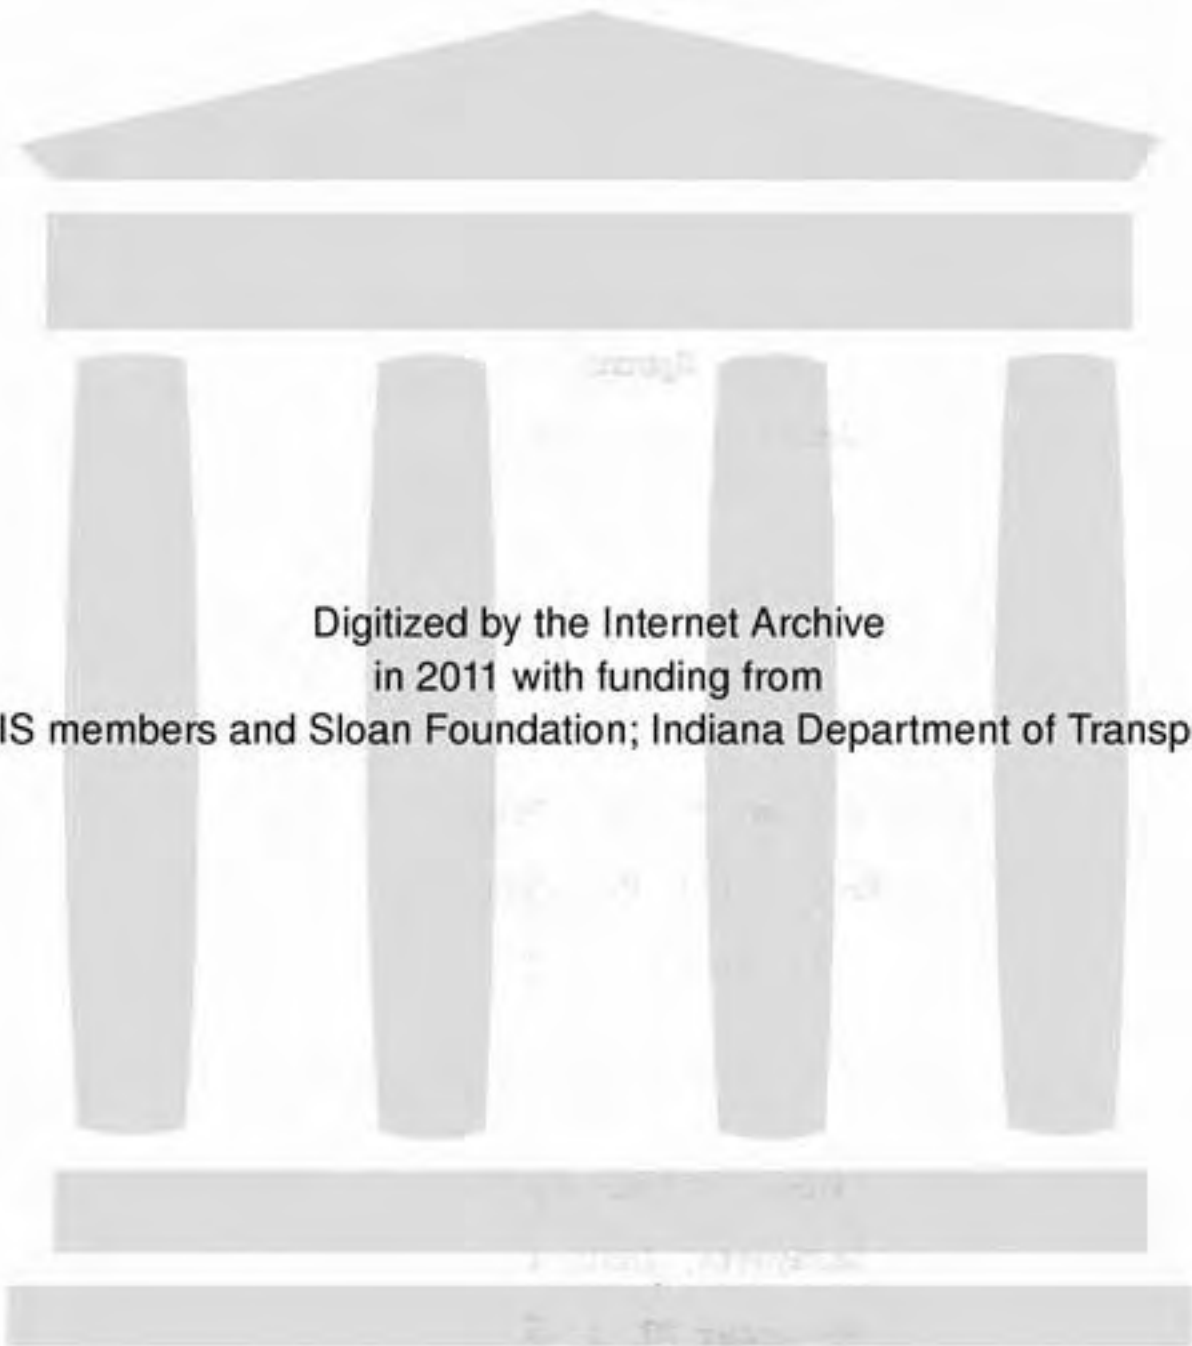 Digitized by the Internet Archive
in 2011 with funding from
IS members and Sloan Foundation; Indiana Department of Transp